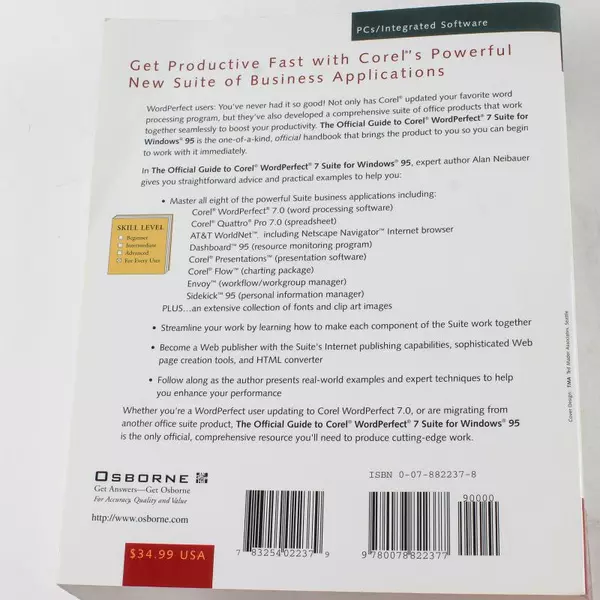 PCs/Integrated Software
Get Productive Fast with Corel™'s Powerful
New Suite of Business Applications
WordPerfect users: You've never had it so good! Not only has Corel® updated your favorite word
processing program, but they've also developed a comprehensive suite of office products that work
together seamlessly to boost your productivity. The Official Guide to Corel® WordPerfect® 7 Suite for
Windows® 95 is the one-of-a-kind, official handbook that brings the product to you so you can begin
to work with it immediately.
In The Official Guide to Corel® WordPerfect® 7 Suite for Windows® 95, expert author Alan Neibauer
gives you straightforward advice and practical examples to help you:
• Master all eight of the powerful Suite business applications including:
Corel® WordPerfect® 7.0 (word processing software)
Corel® Quattro® Pro 7.0 (spreadsheet)
AT&T WorldNet℠, including Netscape Navigator™ Internet browser
Dashboard™ 95 (resource monitoring program)
Corel® Presentations™ (presentation software)
Corel® Flow™ (charting package)
Envoy™ (workflow/workgroup manager)
Sidekick™ 95 (personal information manager)
PLUS...an extensive collection of fonts and clip art images
SKILL LEVEL
Beginner
Intermediate
Advanced
For Every User
• Streamline your work by learning how to make each component of the Suite work together
• Become a Web publisher with the Suite's Internet publishing capabilities, sophisticated Web
page creation tools, and HTML converter
• Follow along as the author presents real-world examples and expert techniques to help
you enhance your performance
Whether you're a WordPerfect user updating to Corel WordPerfect 7.0, or are migrating from
another office suite product, The Official Guide to Corel® WordPerfect® 7 Suite for Windows® 95
is the only official, comprehensive resource you'll need to produce cutting-edge work.
Cover Design: TMA Ted Mader Associates, Seattle
OSBORNE
Get Answers—Get Osborne
For Accuracy, Quality and Value
http://www.osborne.com
ISBN 0-07-882237-8
90000
7 83254 02237 9
9 780078 822377
$34.99 USA